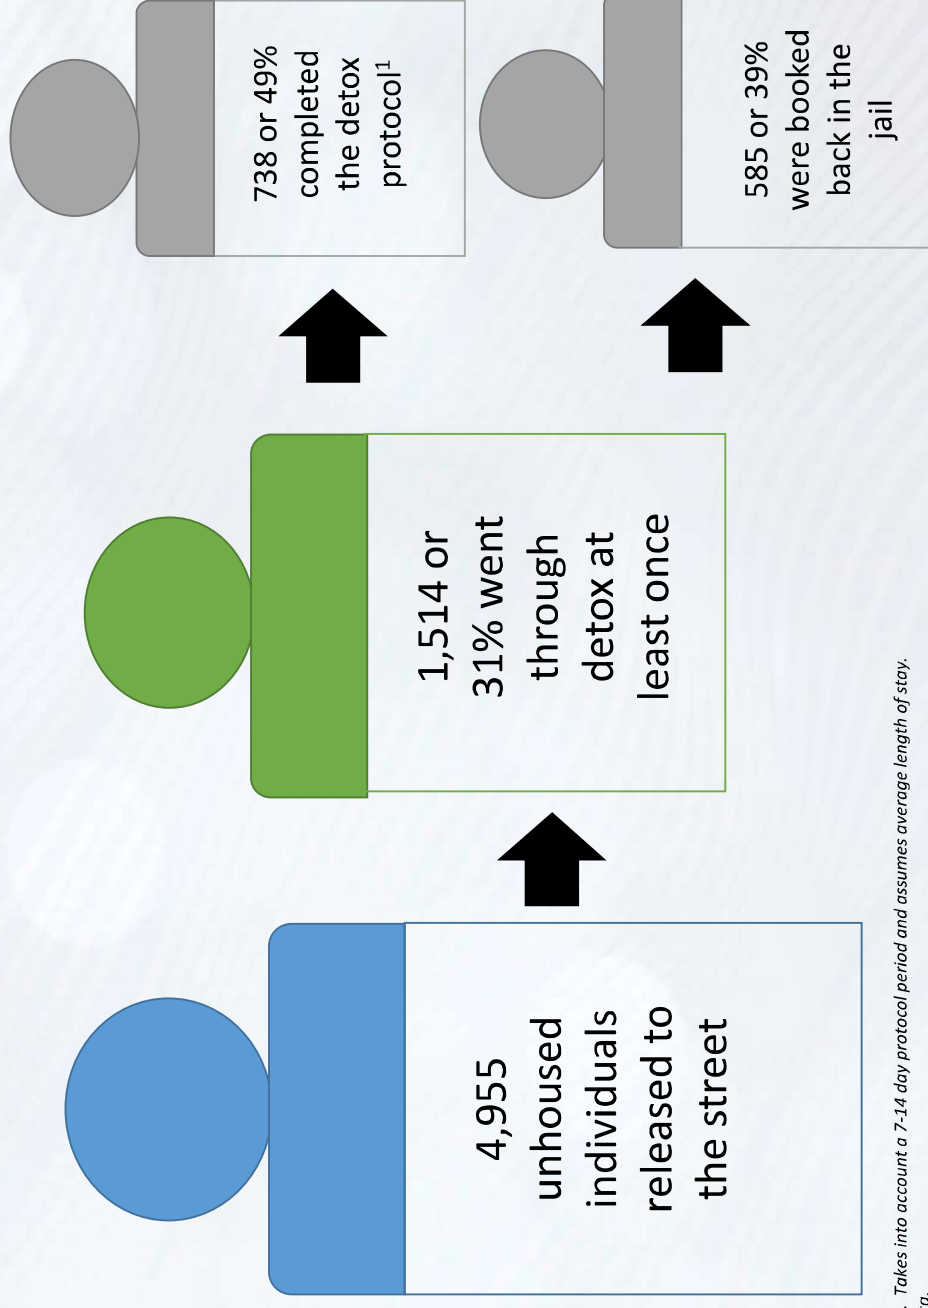 4,955
unhoused
individuals
released to
the street
1,514 or
31% went
through
detox at
least once
738 or 49%
completed
the detox
protocol¹
585 or 39%
were booked
back in the
jail
. Takes into account a 7-14 day protocol period and assumes average length of stay.